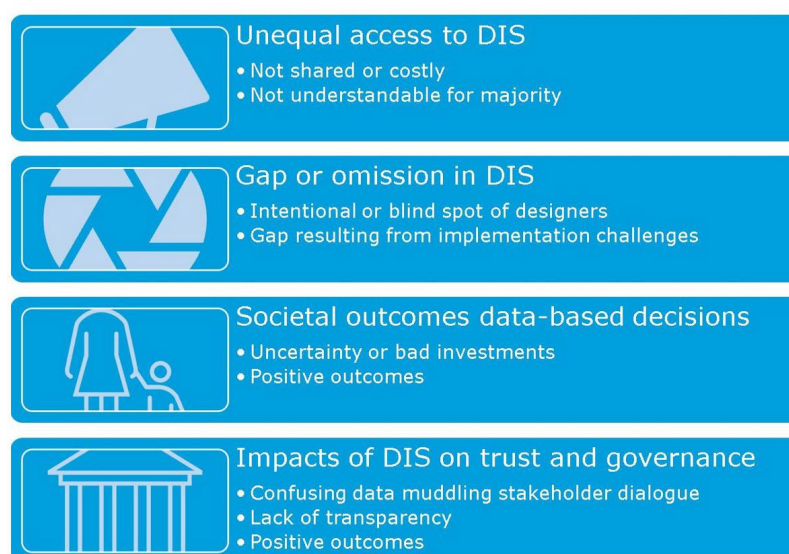 Unequal access to DIS
• Not shared or costly
• Not understandable for majority
Gap or omission in DIS
• Intentional or blind spot of designers
• Gap resulting from implementation challenges
Societal outcomes data-based decisions
• Uncertainty or bad investments
• Positive outcomes
Impacts of DIS on trust and governance
• Confusing data muddling stakeholder dialogue
• Lack of transparency
• Positive outcomes